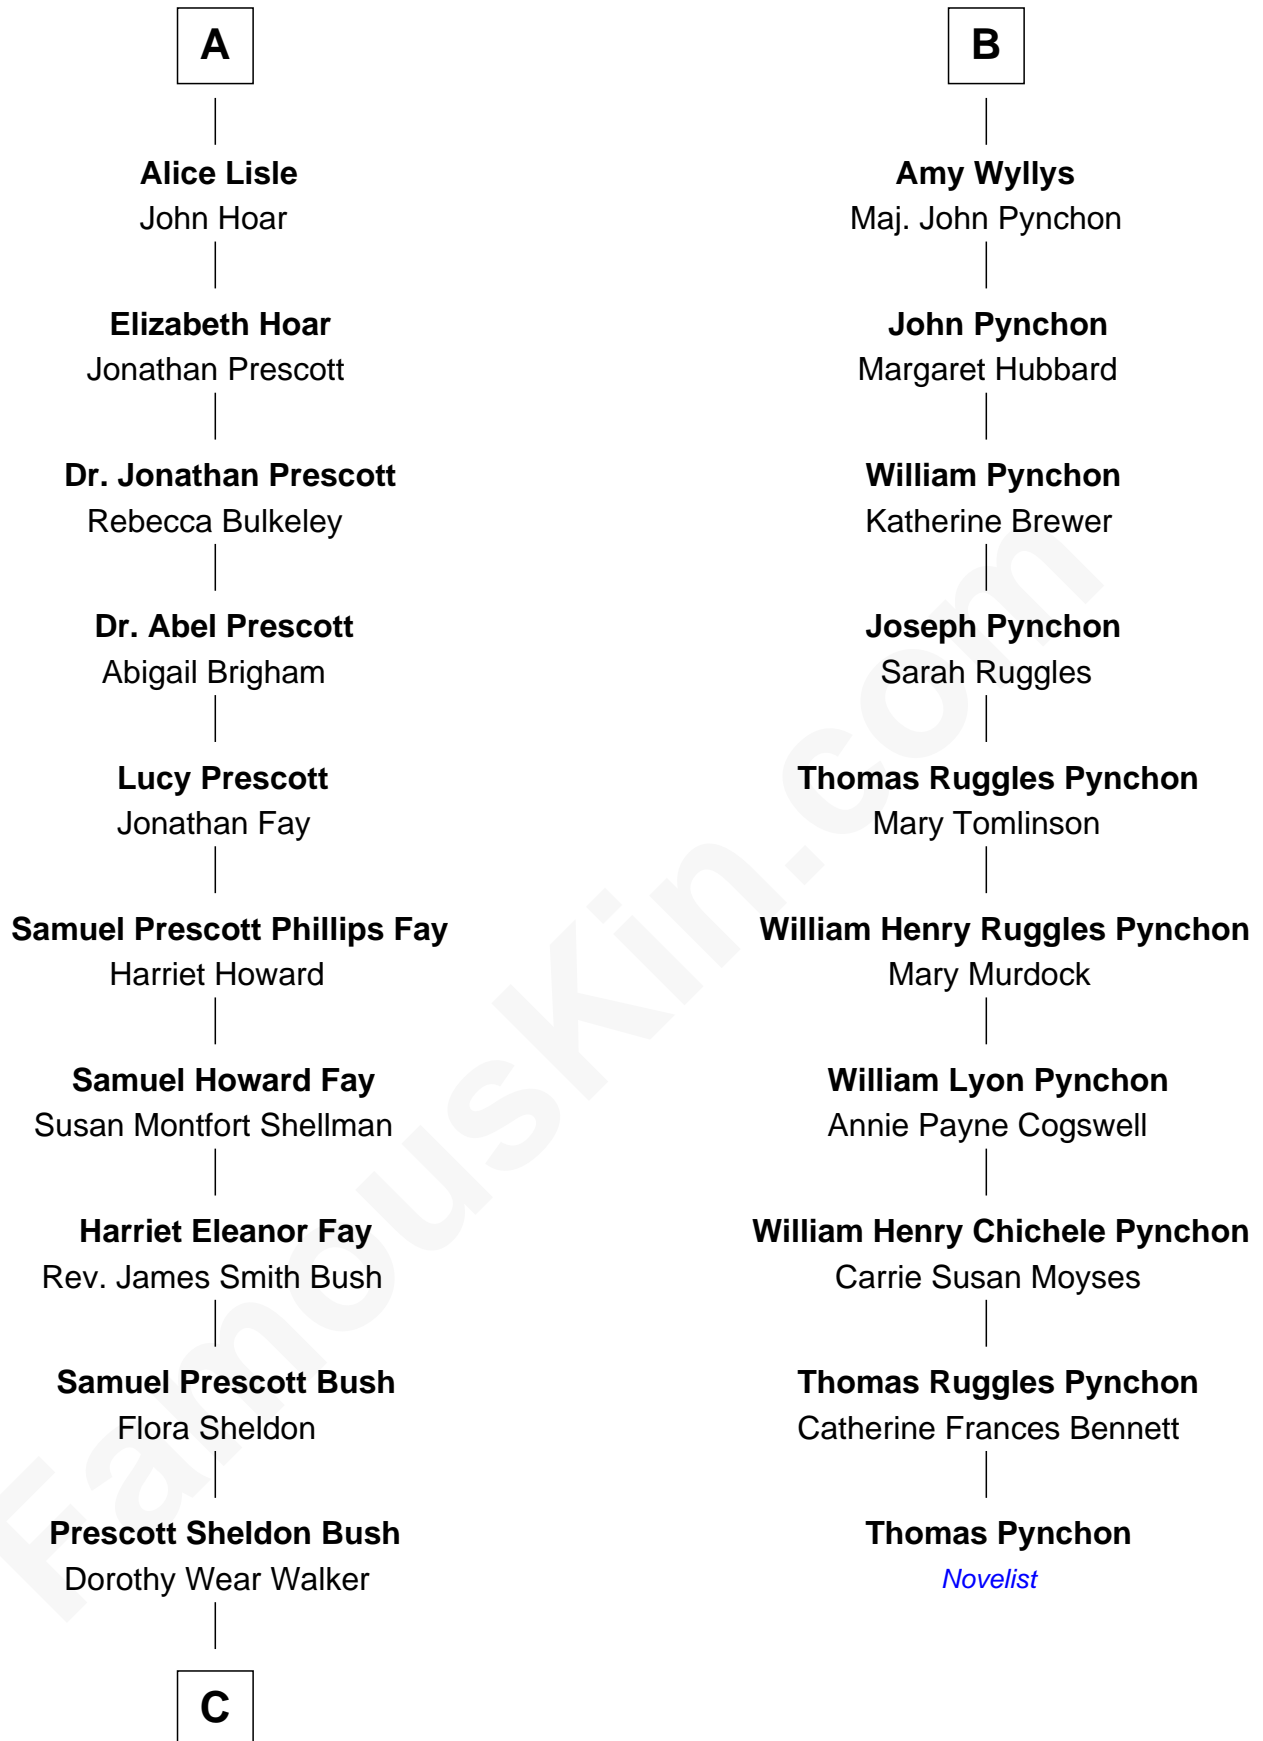 A
Alice Lisle
John Hoar
Elizabeth Hoar
Jonathan Prescott
Dr. Jonathan Prescott
Rebecca Bulkeley
Dr. Abel Prescott
Abigail Brigham
Lucy Prescott
Jonathan Fay
Samuel Prescott Phillips Fay
Harriet Howard
Samuel Howard Fay
Susan Montfort Shellman
Harriet Eleanor Fay
Rev. James Smith Bush
Samuel Prescott Bush
Flora Sheldon
Prescott Sheldon Bush
Dorothy Wear Walker
C
B
Amy Wyllys
Maj. John Pynchon
John Pynchon
Margaret Hubbard
William Pynchon
Katherine Brewer
Joseph Pynchon
Sarah Ruggles
Thomas Ruggles Pynchon
Mary Tomlinson
William Henry Ruggles Pynchon
Mary Murdock
William Lyon Pynchon
Annie Payne Cogswell
William Henry Chichele Pynchon
Carrie Susan Moyses
Thomas Ruggles Pynchon
Catherine Frances Bennett
Thomas Pynchon
Novelist
FamousKin.com